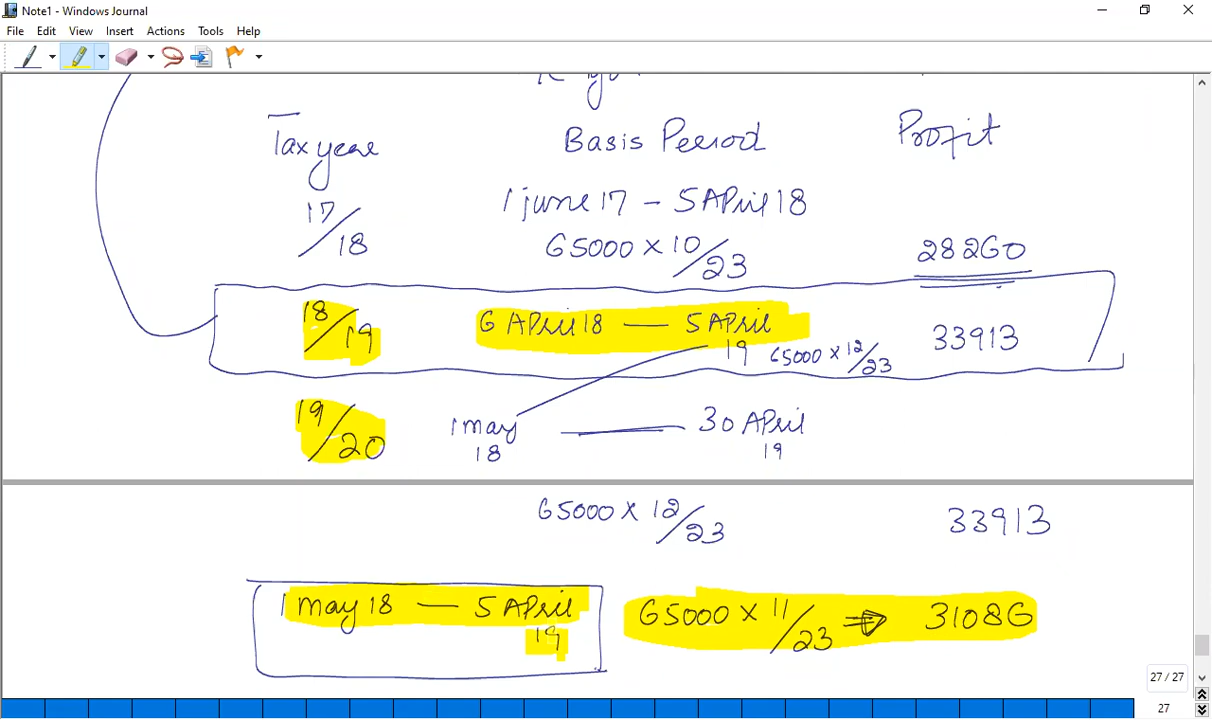 Note1 - Windows Journal
File Edit View Insert Actions Tools Help
Tax year Basis Peeriod Profit
17/18 1 june 17 - 5 APril 18
65000 x 10/23 28260
18/19 6 APril 18 — 5 APril 19 65000 x 12/23 33913
19/20 1 may 18 — 30 APril 19
65000 x 12/23 33913
1 may 18 — 5 APril 19 65000 x 11/23 ⇒ 31086
27 / 27
27